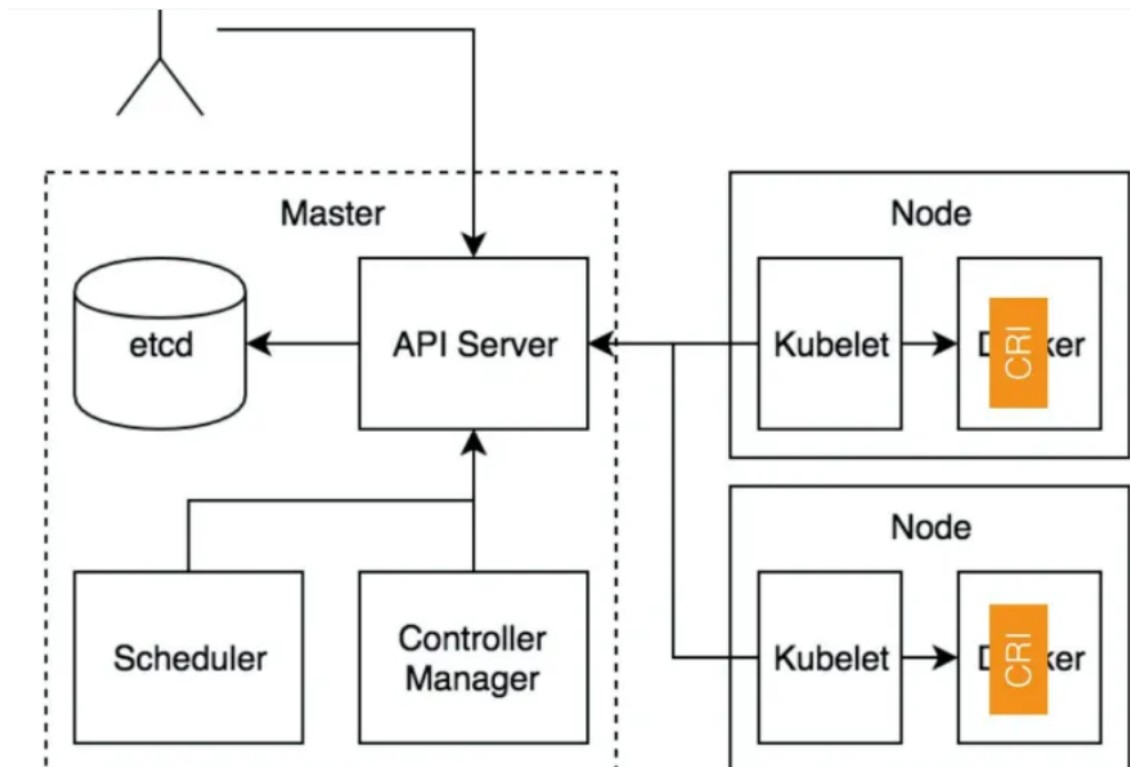 Master
etcd
API Server
Scheduler
Controller
Manager
Node
Kubelet
CRI
Node
Kubelet
CRI